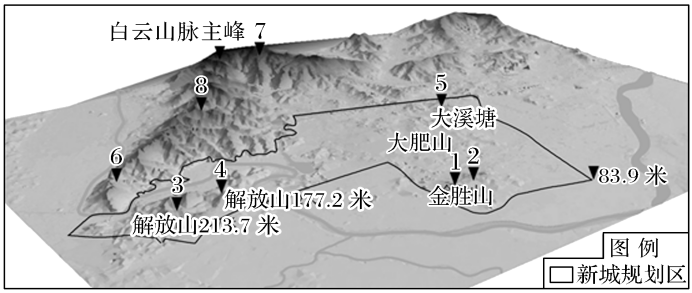 白云山脉主峰 7
8
5
大溪塘
大肥山
6
4
1 2
83.9 米
3
解放山177.2 米
金胜山
解放山213.7 米
图 例
新城规划区